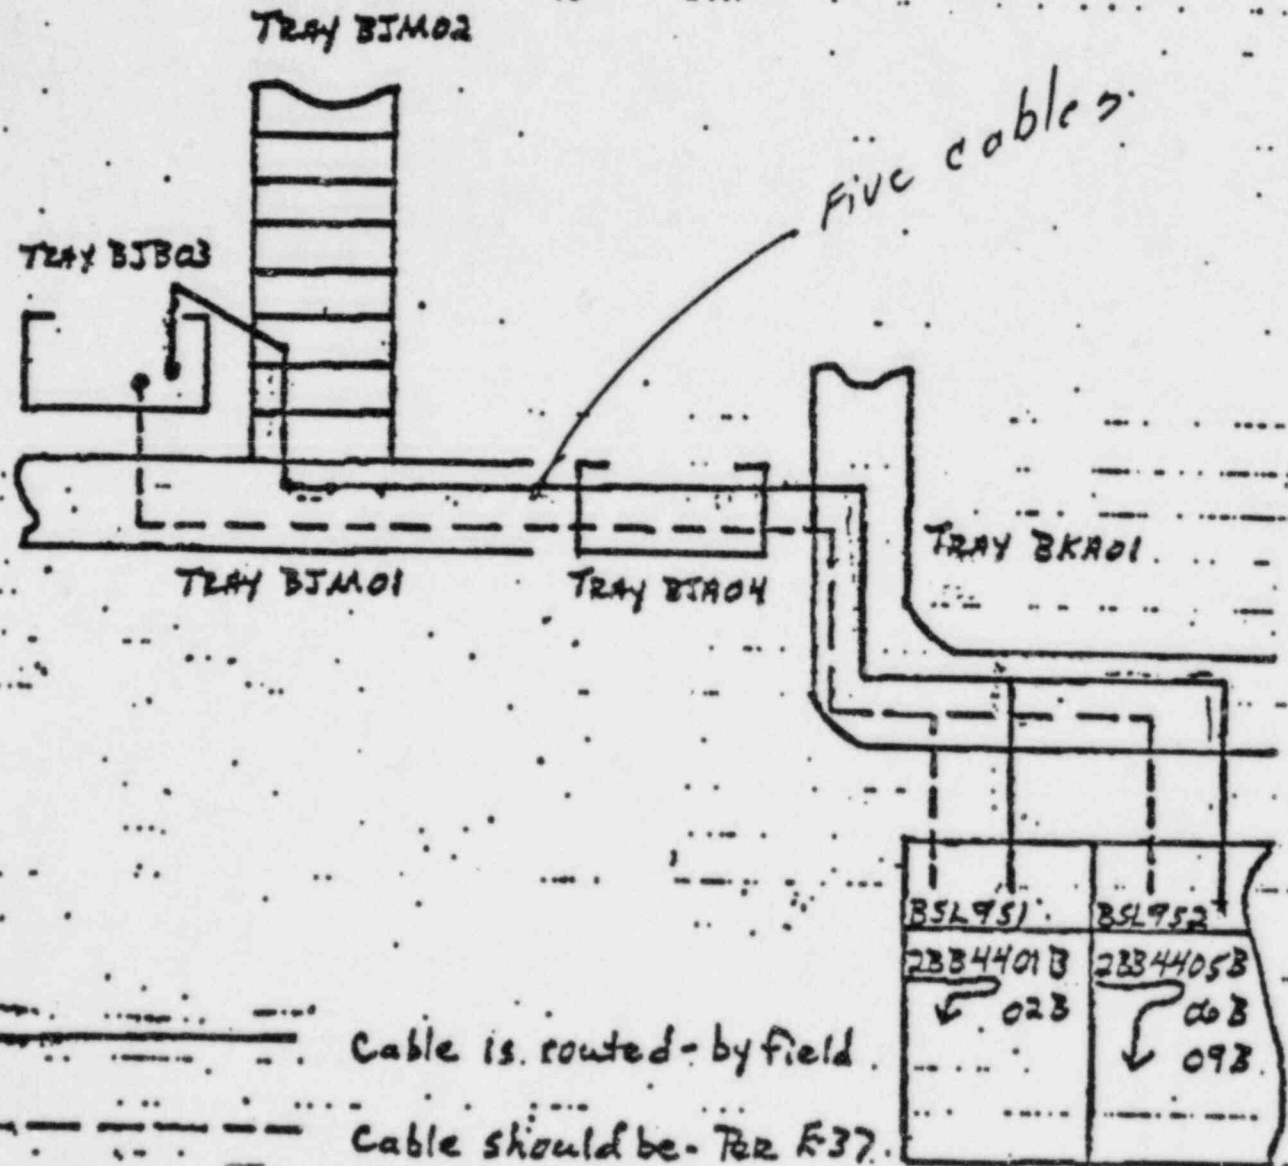 TRAY BJM02
Five cables
TRAY BJB03
TRAY BKA01
TRAY BJM01
TRAY BJA04
BSL951
BSL952
2BB4401B
2BB4405B
02B
06B
09B
Cable is routed - by field.
Cable should be - Per E-37.